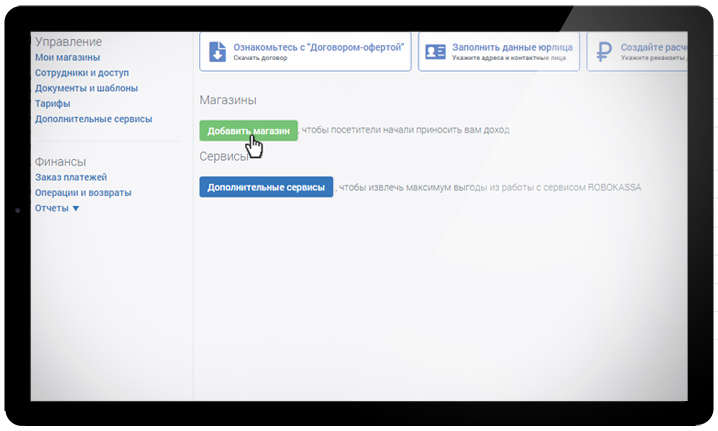 Управление
Мои магазины
Сотрудники и доступ
Документы и шаблоны
Тарифы
Дополнительные сервисы
Финансы
Заказ платежей
Операции и возвраты
Отчеты
Ознакомьтесь с "Договором-офертой"
Скачать договор
Заполнить данные юрлица
Укажите адреса и контактные лица
Создайте расч
Укажите реквизиты
Магазины
Добавить магазин , чтобы посетители начали приносить вам доход
Сервисы
Дополнительные сервисы , чтобы извлечь максимум выгоды из работы с сервисом ROBOKASSA